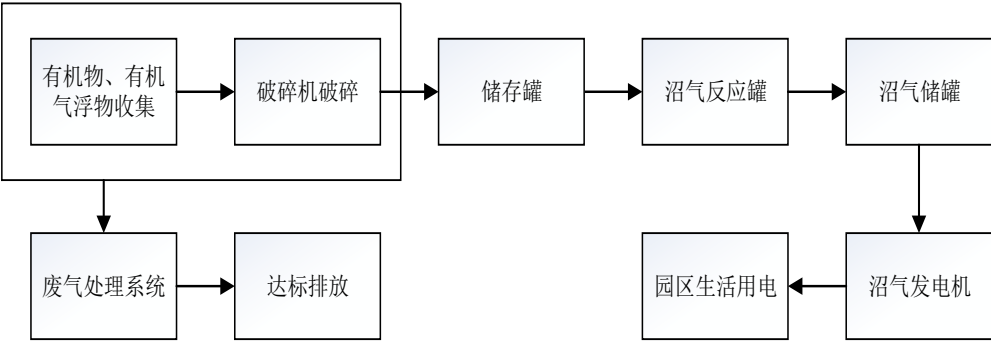 有机物、有机
气浮物收集
破碎机破碎
储存罐
沼气反应罐
沼气储罐
废气处理系统
达标排放
园区生活用电
沼气发电机